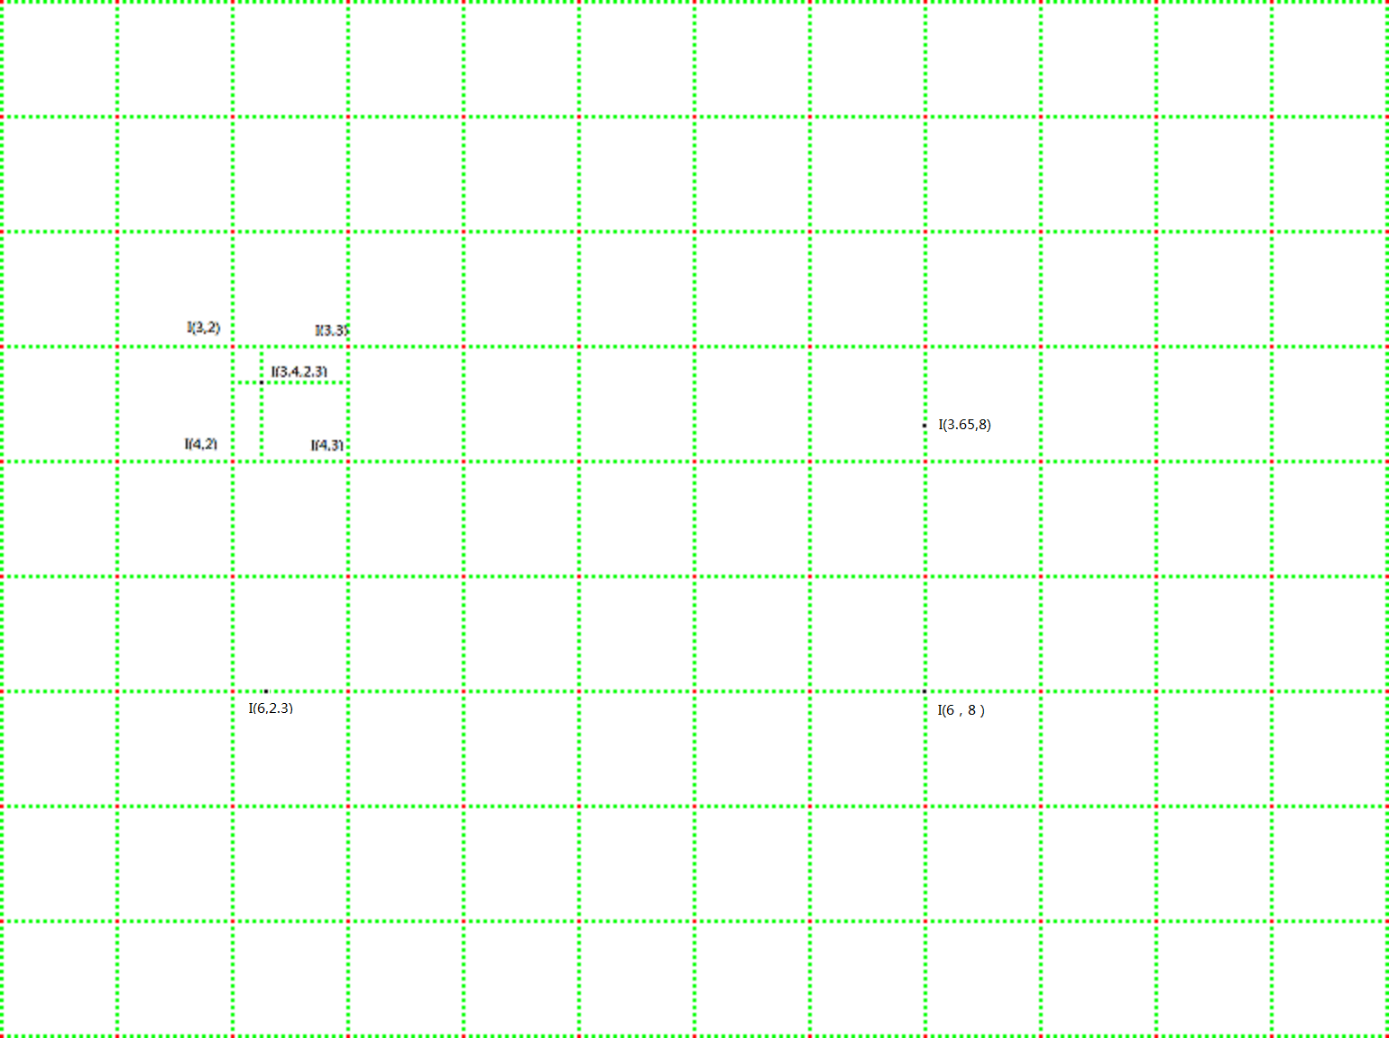 I(3,2)
I(3,3)
I(3.4,2.3)
I(4,2)
I(4,3)
I(3.65,8)
I(6,2.3)
I(6，8）